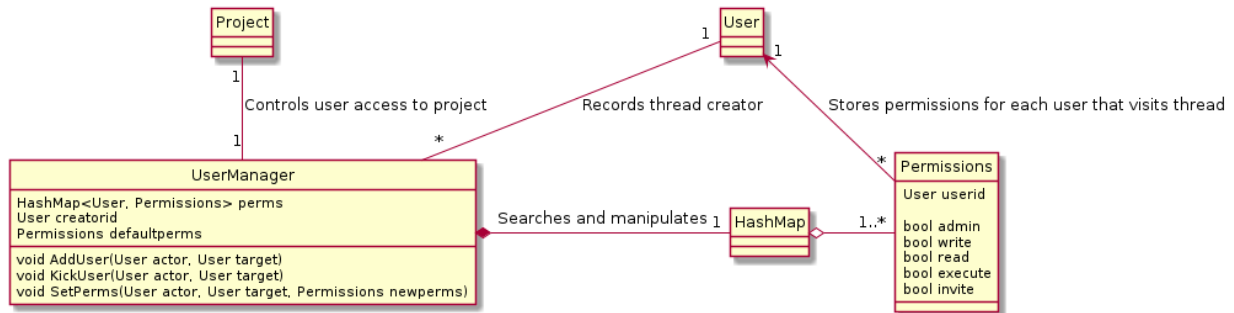 Project
User
1
1
1
Controls user access to project
Records thread creator
Stores permissions for each user that visits thread
1
*
*
UserManager
HashMap<User, Permissions> perms
User creatorid
Permissions defaultperms
void AddUser(User actor, User target)
void KickUser(User actor, User target)
void SetPerms(User actor, User target, Permissions newperms)
Searches and manipulates
1
HashMap
1..*
Permissions
User userid
bool admin
bool write
bool read
bool execute
bool invite